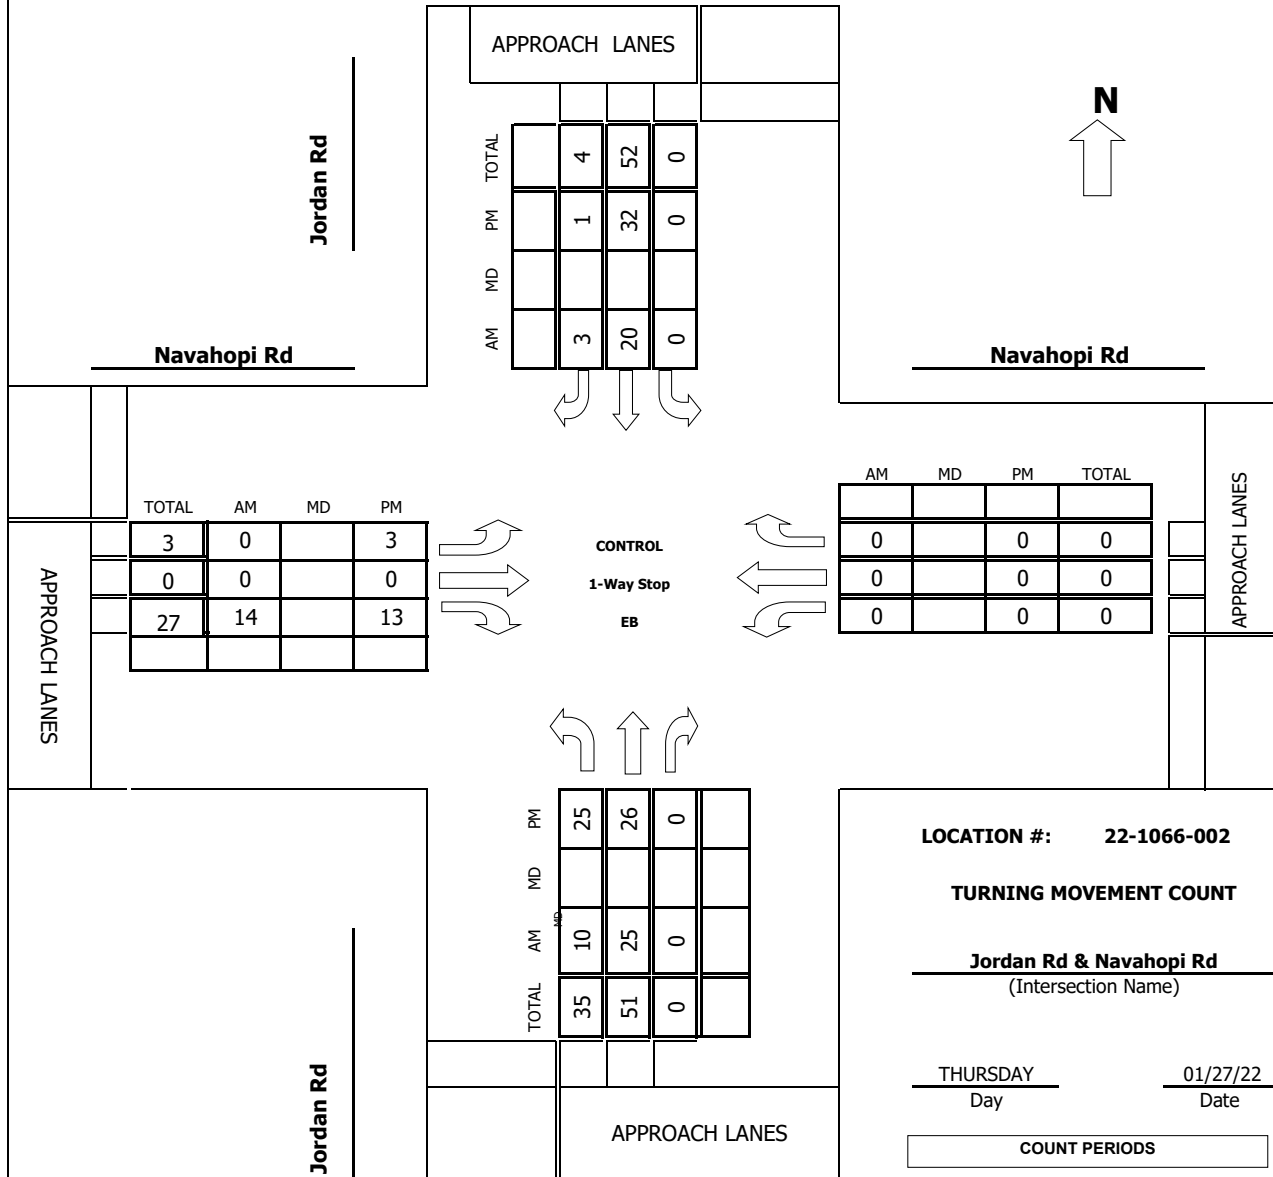 APPROACH LANES
N
Jordan Rd
TOTAL 4 52 0
PM 1 32 0
MD
AM 3 20 0
Navahopi Rd
Navahopi Rd
TOTAL AM MD PM
3 0 3
0 0 0
27 14 13
APPROACH LANES
CONTROL
1-Way Stop
EB
AM MD PM TOTAL
0 0 0
0 0 0
0 0 0
APPROACH LANES
PM 25 26 0
MD
MD
AM 10 25 0
TOTAL 35 51 0
Jordan Rd
APPROACH LANES
LOCATION #: 22-1066-002
TURNING MOVEMENT COUNT
Jordan Rd & Navahopi Rd
(Intersection Name)
THURSDAY 01/27/22
Day Date
COUNT PERIODS